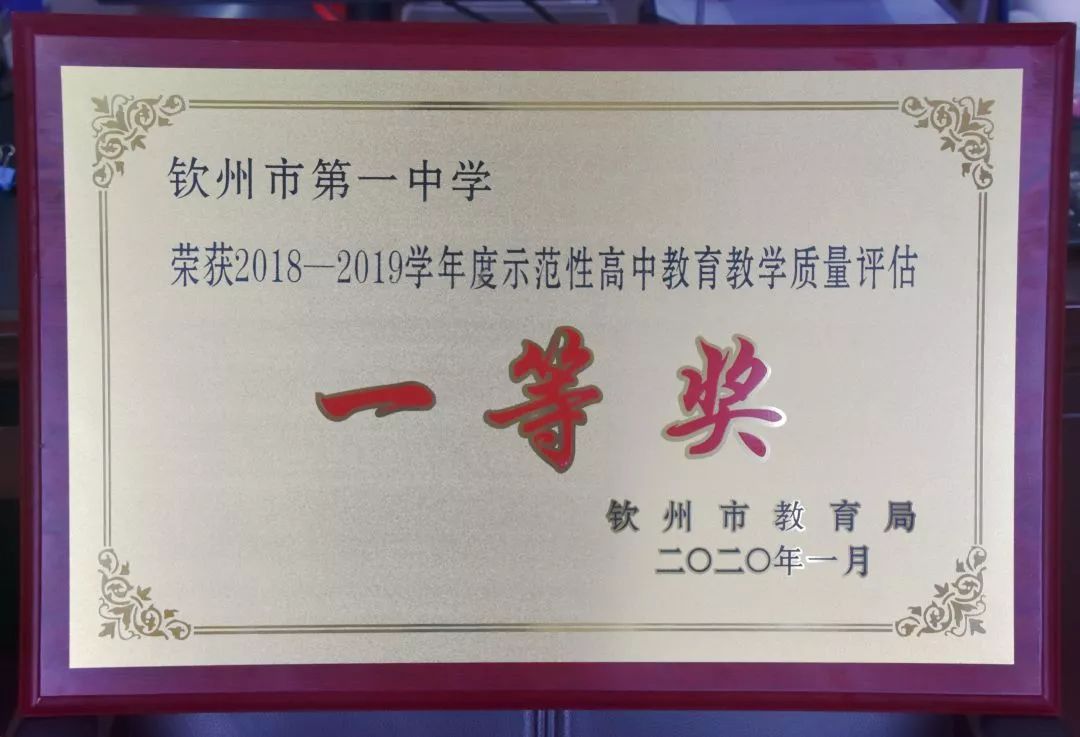 钦州市第一中学
荣获2018—2019学年度示范性高中教育教学质量评估
一等奖
钦州市教育局
二〇二〇年一月